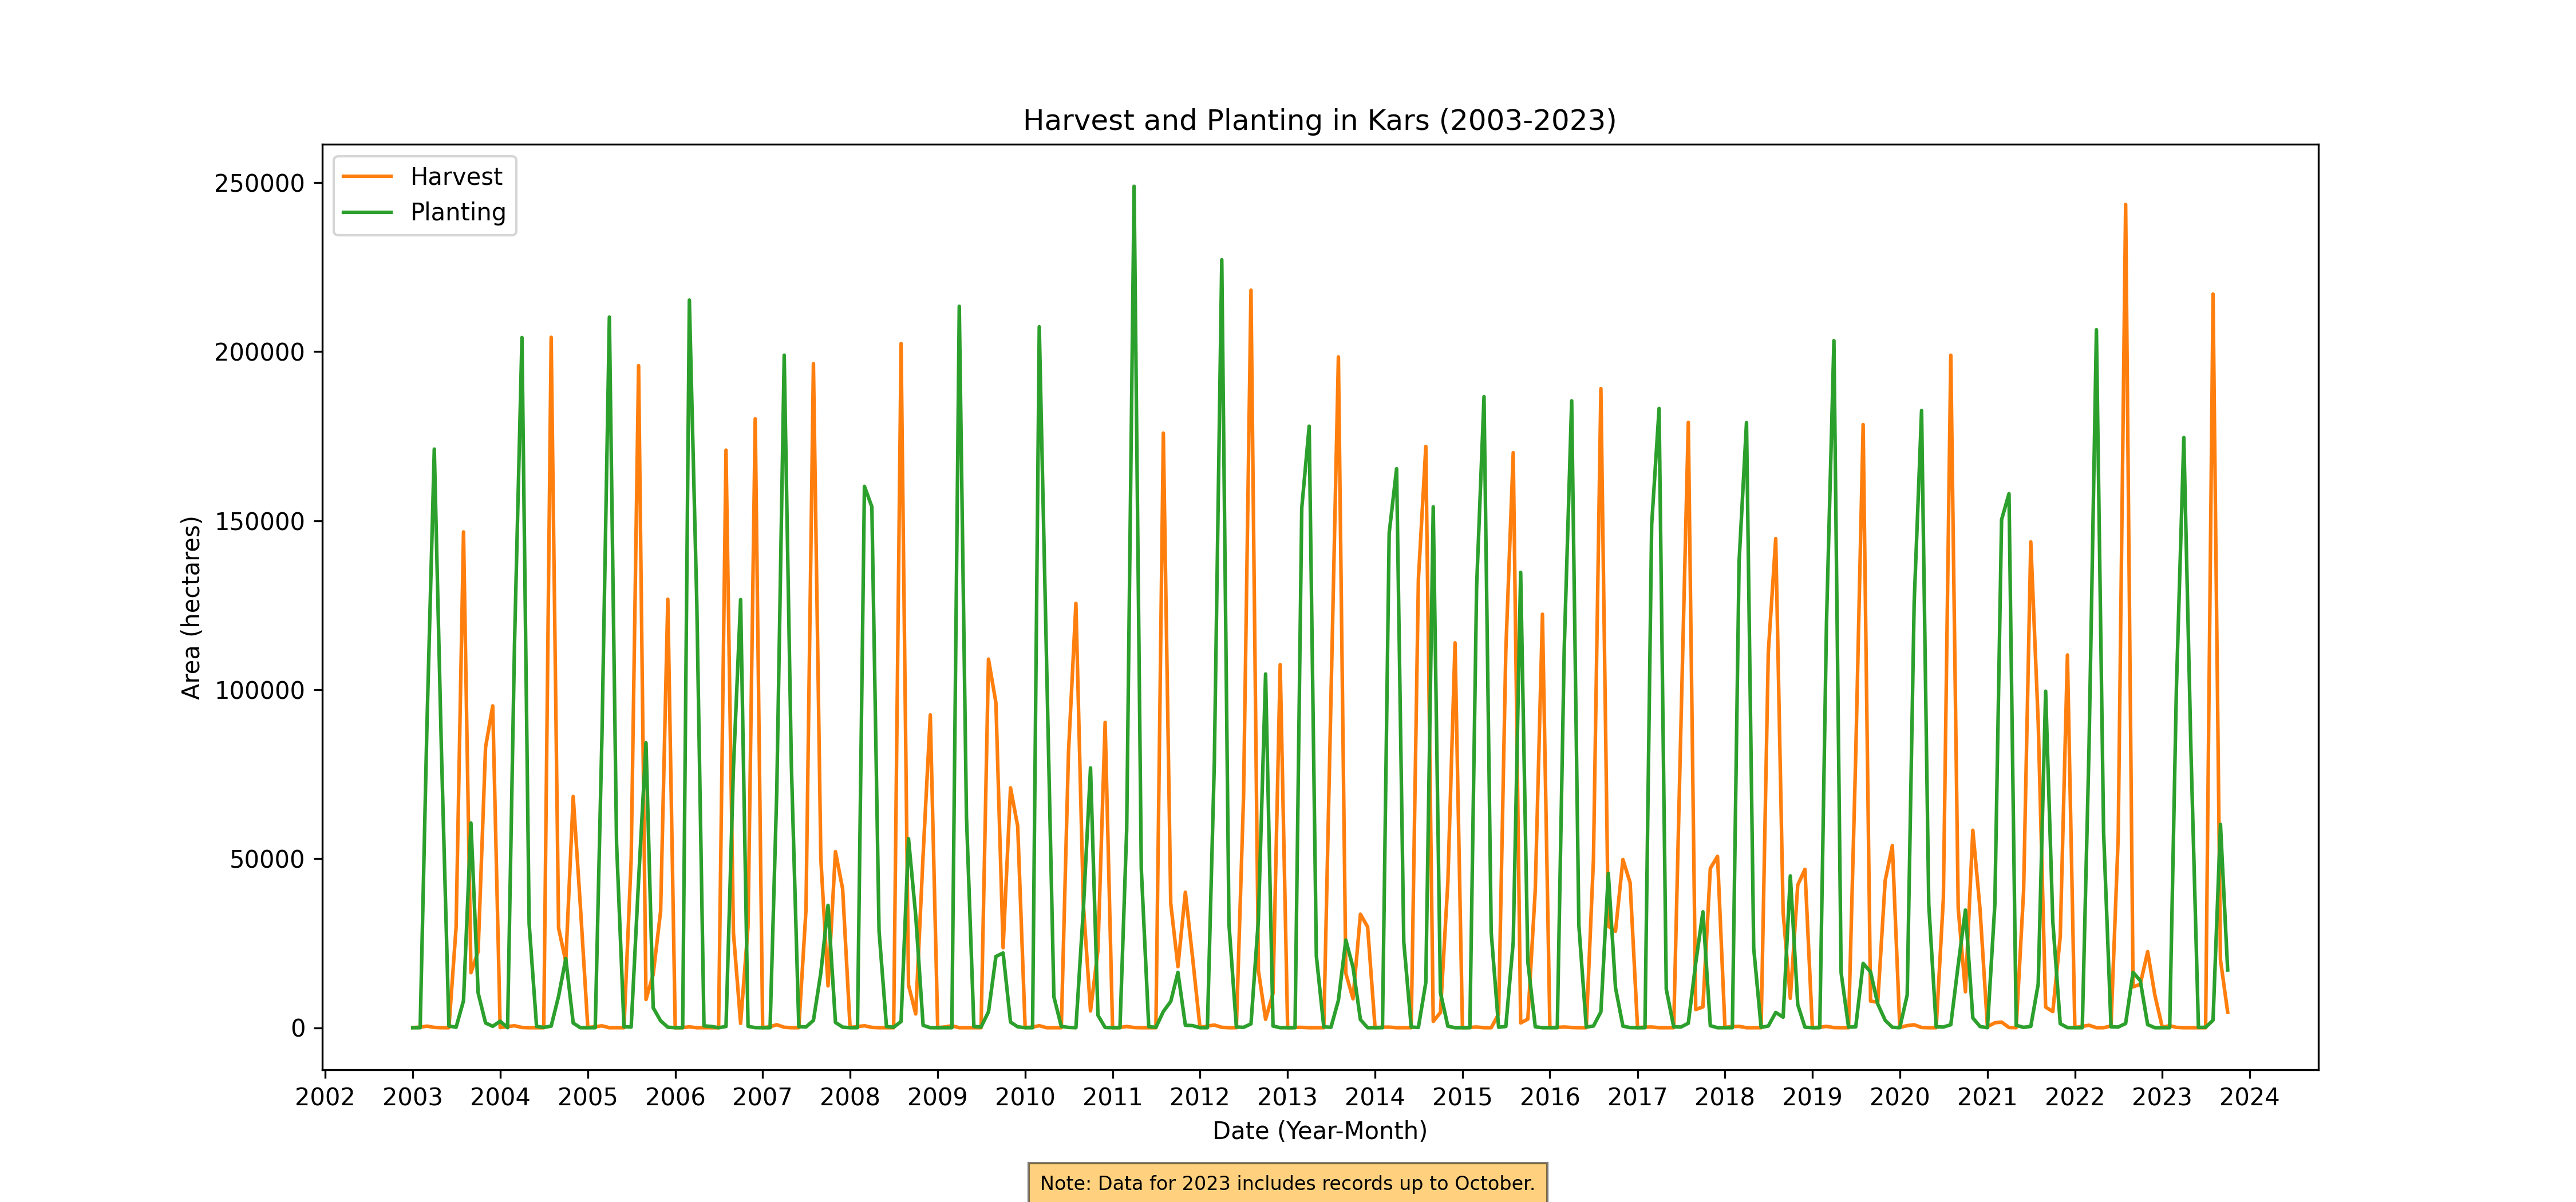 Harvest and Planting in Kars (2003-2023)
Harvest
Planting
250000
200000
150000
100000
50000
0
Area (hectares)
2002 2003 2004 2005 2006 2007 2008 2009 2010 2011 2012 2013 2014 2015 2016 2017 2018 2019 2020 2021 2022 2023 2024
Date (Year-Month)
Note: Data for 2023 includes records up to October.